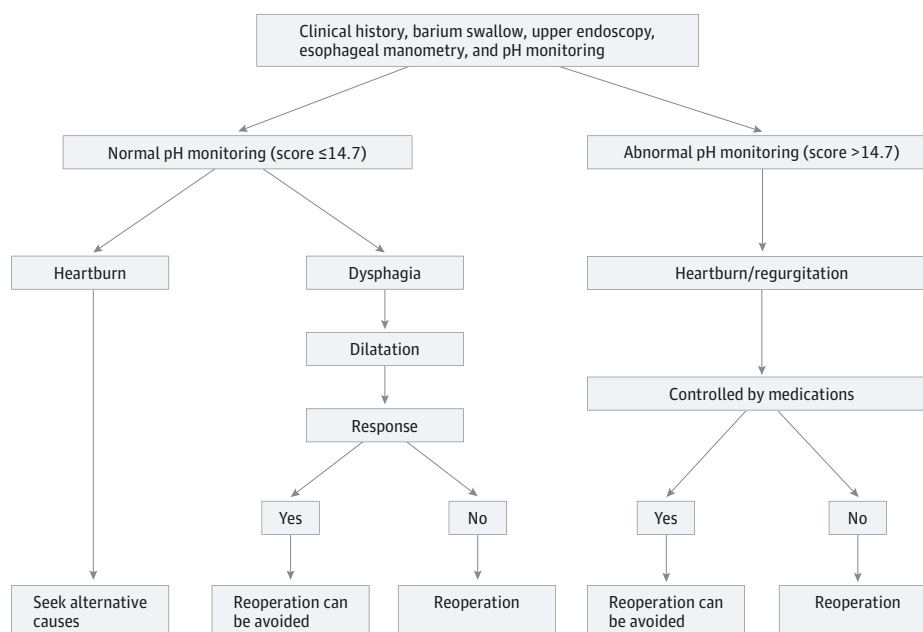 Clinical history, barium swallow, upper endoscopy,
esophageal manometry, and pH monitoring
Normal pH monitoring (score ≤14.7)
Abnormal pH monitoring (score >14.7)
Heartburn
Dysphagia
Heartburn/regurgitation
Dilatation
Controlled by medications
Response
Yes
No
Yes
No
Seek alternative
causes
Reoperation can
be avoided
Reoperation
Reoperation can
be avoided
Reoperation